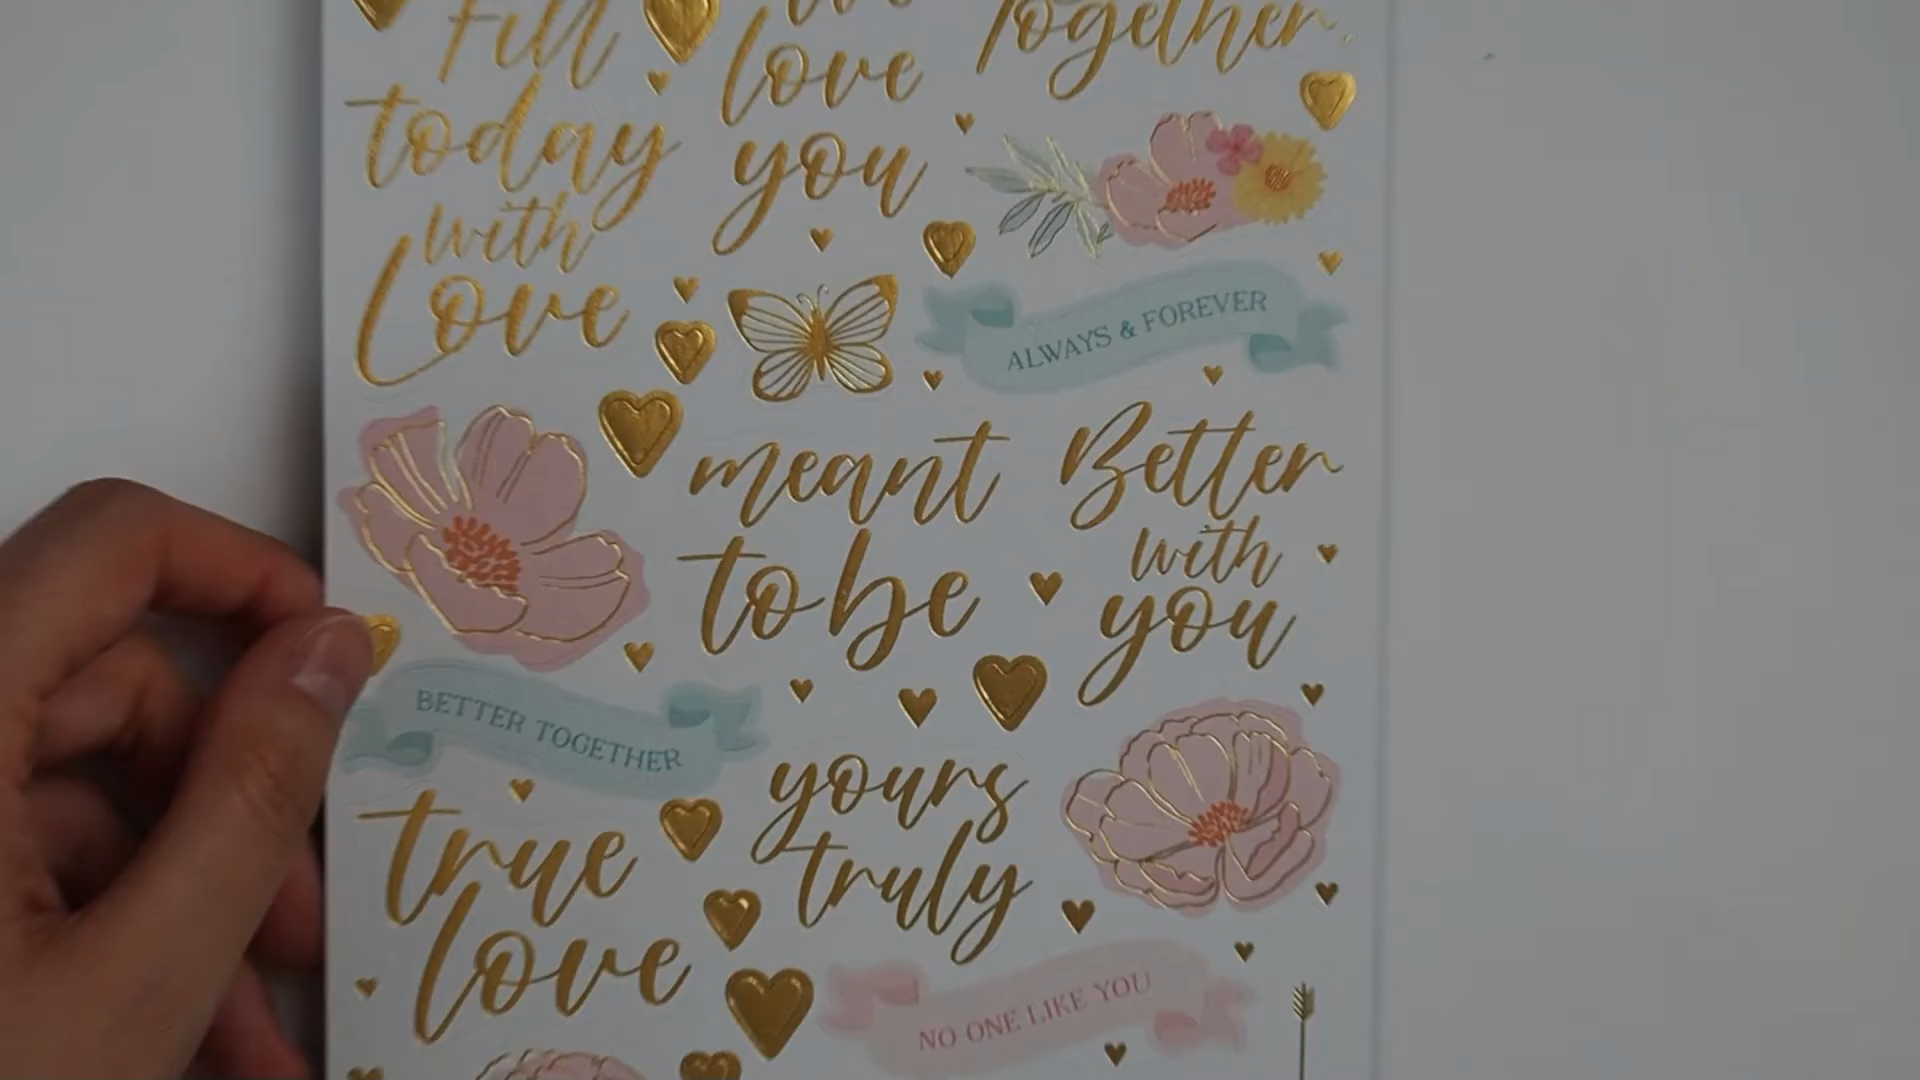 Fill
today
with
Love
love
you
Together
ALWAYS & FOREVER
meant
to be
Better
with
you
BETTER TOGETHER
true
love
yours
truly
NO ONE LIKE YOU